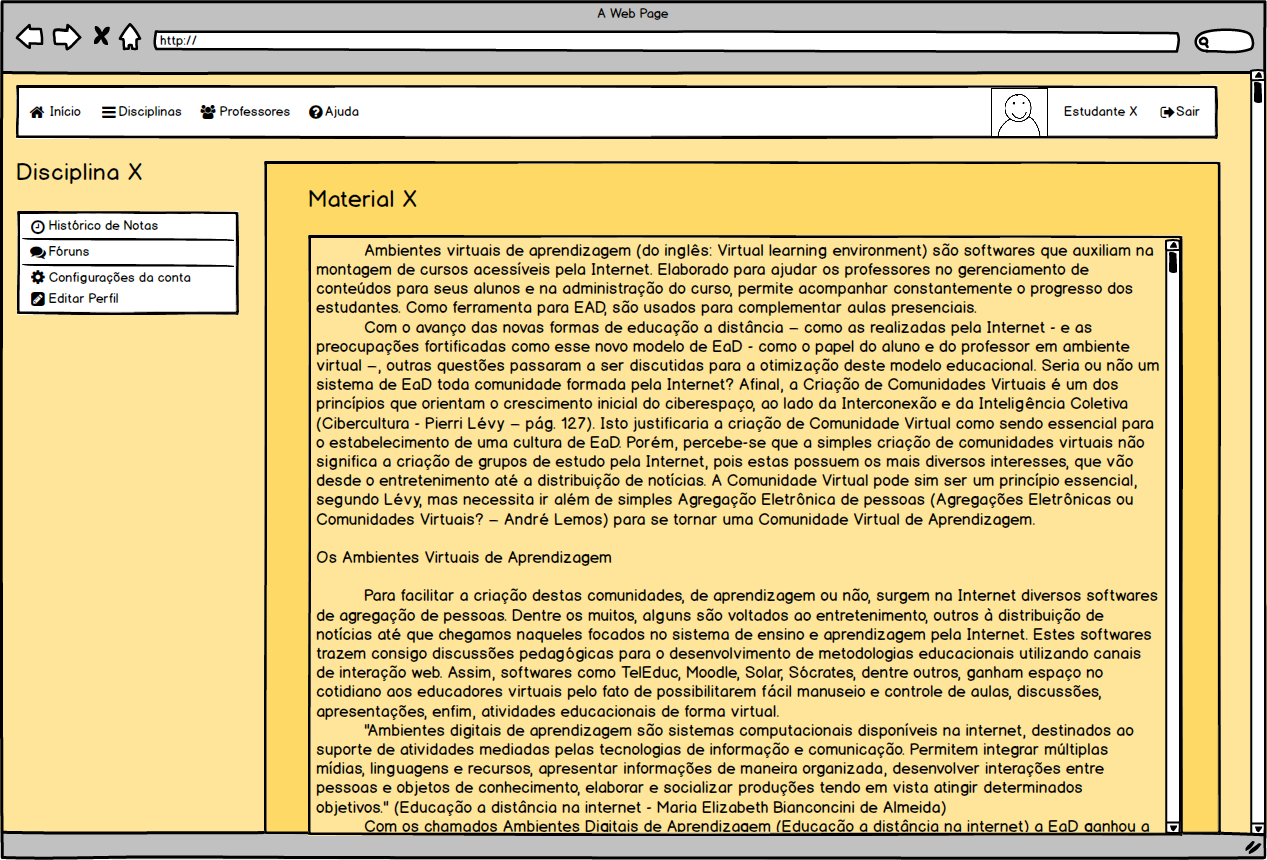 A Web Page
http://
Início Disciplinas Professores Ajuda Estudante X Sair
Disciplina X
Histórico de Notas
Fóruns
Configurações da conta
Editar Perfil
Material X
Ambientes virtuais de aprendizagem (do inglês: Virtual learning environment) são softwares que auxiliam na
montagem de cursos acessíveis pela Internet. Elaborado para ajudar os professores no gerenciamento de
conteúdos para seus alunos e na administração do curso, permite acompanhar constantemente o progresso dos
estudantes. Como ferramenta para EAD, são usados para complementar aulas presenciais.
Com o avanço das novas formas de educação a distância – como as realizadas pela Internet - e as
preocupações fortificadas como esse novo modelo de EaD - como o papel do aluno e do professor em ambiente
virtual –, outras questões passaram a ser discutidas para a otimização deste modelo educacional. Seria ou não um
sistema de EaD toda comunidade formada pela Internet? Afinal, a Criação de Comunidades Virtuais é um dos
princípios que orientam o crescimento inicial do ciberespaço, ao lado da Interconexão e da Inteligência Coletiva
(Cibercultura - Pierri Lévy – pág. 127). Isto justificaria a criação de Comunidade Virtual como sendo essencial para
o estabelecimento de uma cultura de EaD. Porém, percebe-se que a simples criação de comunidades virtuais não
significa a criação de grupos de estudo pela Internet, pois estas possuem os mais diversos interesses, que vão
desde o entretenimento até a distribuição de notícias. A Comunidade Virtual pode sim ser um princípio essencial,
segundo Lévy, mas necessita ir além de simples Agregação Eletrônica de pessoas (Agregações Eletrônicas ou
Comunidades Virtuais? – André Lemos) para se tornar uma Comunidade Virtual de Aprendizagem.
Os Ambientes Virtuais de Aprendizagem
Para facilitar a criação destas comunidades, de aprendizagem ou não, surgem na Internet diversos softwares
de agregação de pessoas. Dentre os muitos, alguns são voltados ao entretenimento, outros à distribuição de
notícias até que chegamos naqueles focados no sistema de ensino e aprendizagem pela Internet. Estes softwares
trazem consigo discussões pedagógicas para o desenvolvimento de metodologias educacionais utilizando canais
de interação web. Assim, softwares como TelEduc, Moodle, Solar, Sócrates, dentre outros, ganham espaço no
cotidiano aos educadores virtuais pelo fato de possibilitarem fácil manuseio e controle de aulas, discussões,
apresentações, enfim, atividades educacionais de forma virtual.
"Ambientes digitais de aprendizagem são sistemas computacionais disponíveis na internet, destinados ao
suporte de atividades mediadas pelas tecnologias de informação e comunicação. Permitem integrar múltiplas
mídias, linguagens e recursos, apresentar informações de maneira organizada, desenvolver interações entre
pessoas e objetos de conhecimento, elaborar e socializar produções tendo em vista atingir determinados
objetivos." (Educação a distância na internet - Maria Elizabeth Bianconcini de Almeida)
Com os chamados Ambientes Digitais de Aprendizagem (Educação a distância na internet) a EaD ganhou a